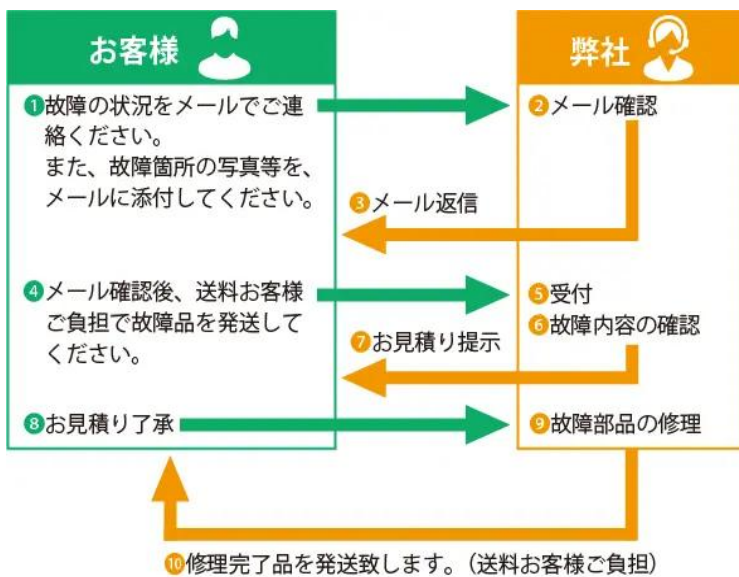 お客様
弊社
❶故障の状況をメールでご連
絡ください。
また、故障箇所の写真等を、
メールに添付してください。
❷メール確認
❸メール返信
❹メール確認後、送料お客様
ご負担で故障品を発送して
ください。
❺受付
❻故障内容の確認
❼お見積り提示
❽お見積り了承
❾故障部品の修理
❿修理完了品を発送致します。(送料お客様ご負担)